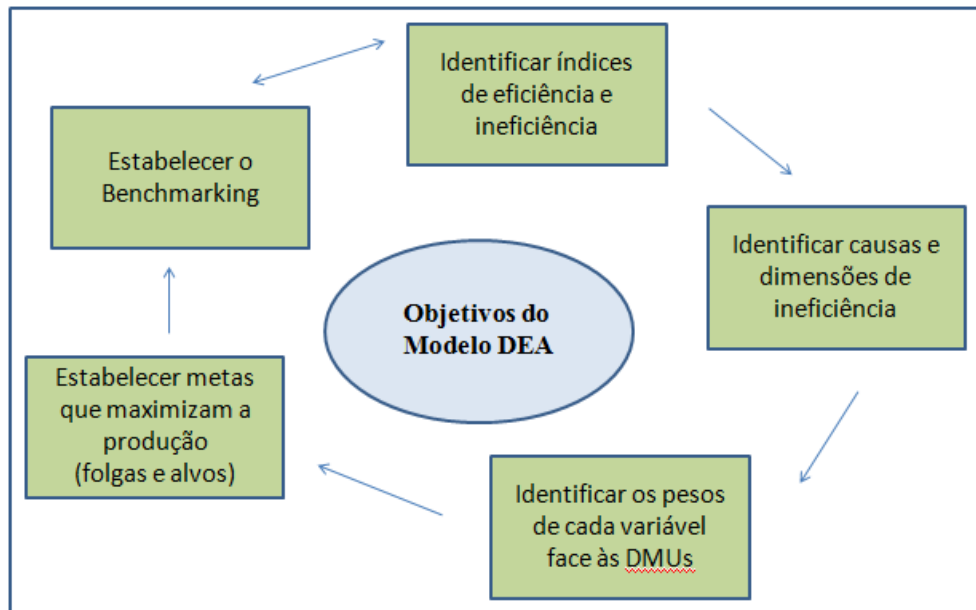 Identificar índices
de eficiência e
ineficiência
Estabelecer o
Benchmarking
Identificar causas e
dimensões de
ineficiência
Objetivos do
Modelo DEA
Estabelecer metas
que maximizam a
produção
(folgas e alvos)
Identificar os pesos
de cada variável
face às DMUs